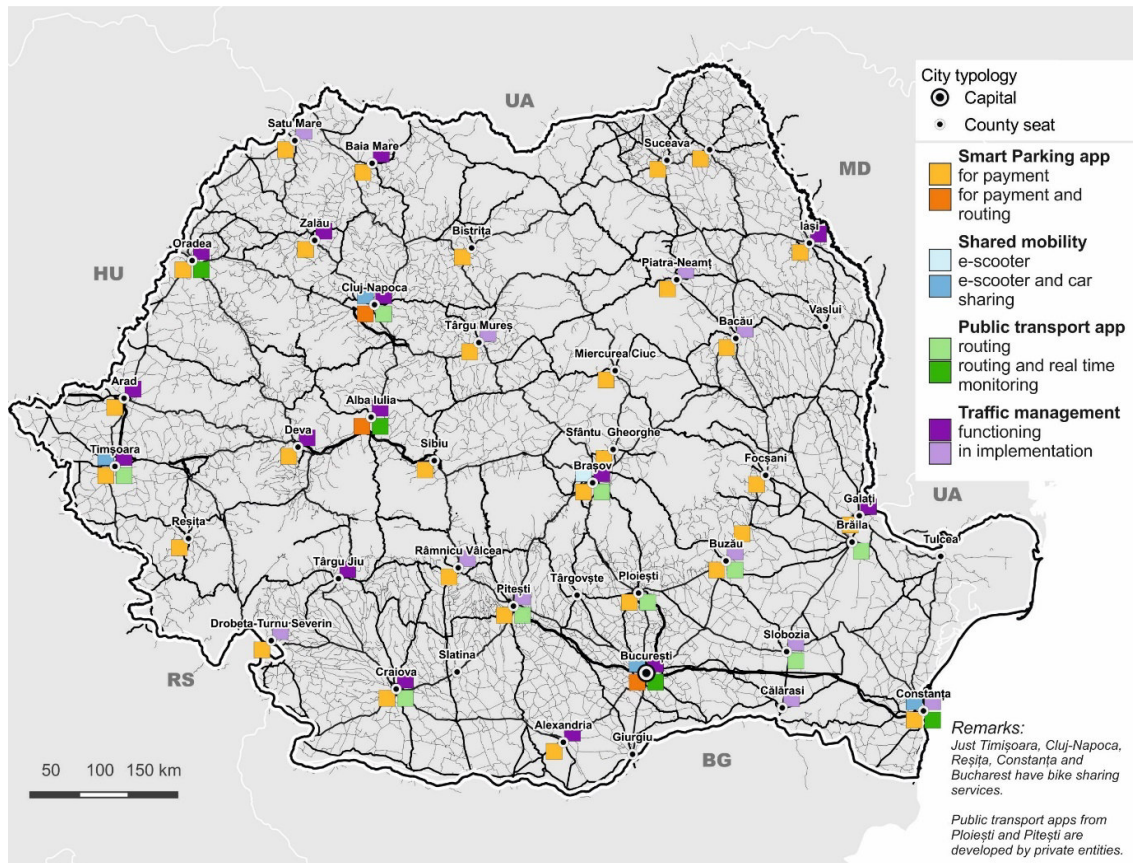 UA
Satu Mare
Baia Mare
Suceava
MD
Zalău
Bistrița
Iași
Oradea
HU
Piatra-Neamț
Cluj-Napoca
Târgu Mureș
Bacău
Vaslui
Miercurea Ciuc
Arad
Alba Iulia
Deva
Sibiu
Sfântu Gheorghe
Timșoara
Brașov
Focșani
Galați
UA
Reșița
Brăila
Târgu Jiu
Râmnicu Vâlcea
Buzău
Tulcea
Pitești
Târgovște
Ploiești
Drobeta-Turnu-Severin
Slobozia
RS
Slatina
București
Craiova
Călărasi
Constanța
Alexandria
Giurgiu
BG
50 100 150 km
City typology
Capital
County seat
Smart Parking app
for payment
for payment and
routing
Shared mobility
e-scooter
e-scooter and car
sharing
Public transport app
routing
routing and real time
monitoring
Traffic management
functioning
in implementation
Remarks:
Just Timișoara, Cluj-Napoca,
Reșița, Constanța and
Bucharest have bike sharing
services.
Public transport apps from
Ploiești and Pitești are
developed by private entities.